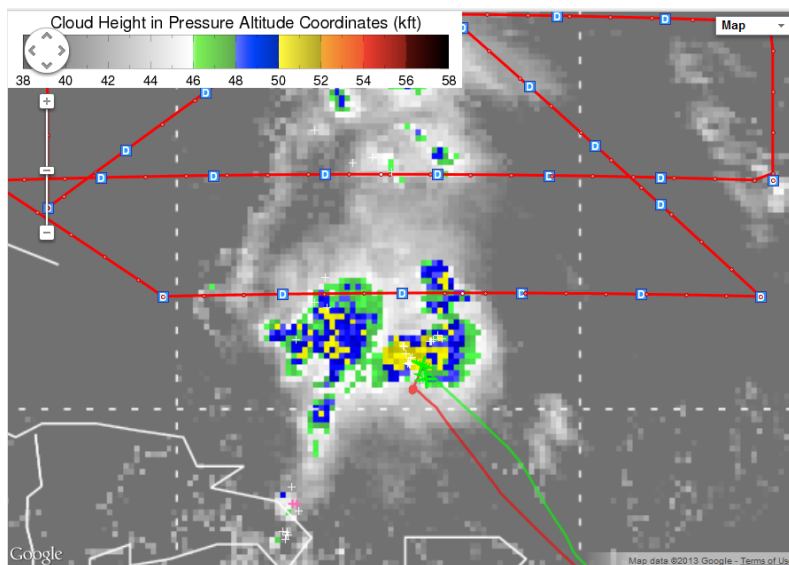 Cloud Height in Pressure Altitude Coordinates (kft)
38 40 42 44 46 48 50 52 54 56 58
Map
D D
D
D D
D
D D D D D D
D
D D D D
Google
Map data ©2013 Google - Terms of Us